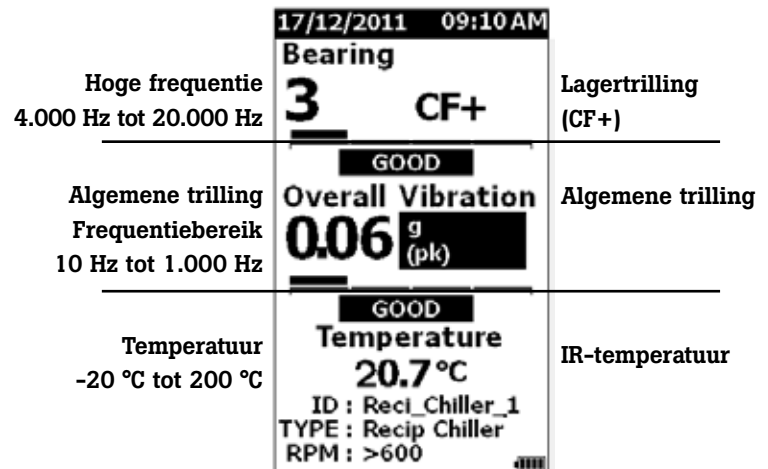 17/12/2011 09:10 AM
Bearing
Hoge frequentie
4.000 Hz tot 20.000 Hz
3 CF+
Lagertrilling
(CF+)
GOOD
Algemene trilling
Frequentiebereik
10 Hz tot 1.000 Hz
Overall Vibration
0.06 g
(pk)
Algemene trilling
GOOD
Temperatuur
-20 °C tot 200 °C
Temperature
20.7 °C
IR-temperatuur
ID : Reci_Chiller_1
TYPE : Recip Chiller
RPM : >600